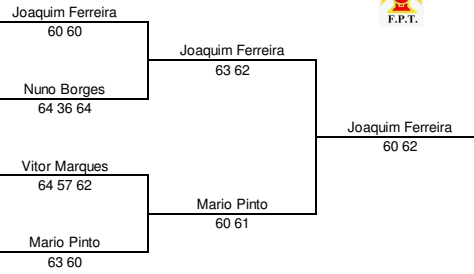 Joaquim Ferreira
60 60
F.P.T.
Joaquim Ferreira
63 62
Nuno Borges
64 36 64
Joaquim Ferreira
60 62
Vitor Marques
64 57 62
Mario Pinto
60 61
Mario Pinto
63 60